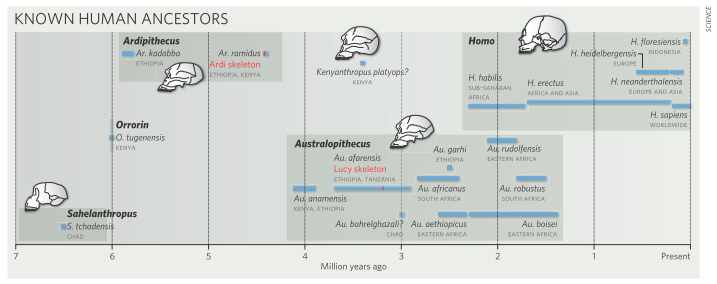 KNOWN HUMAN ANCESTORS
SCIENCE
Ardipithecus
Ar. kadabba
ETHIOPIA
Ar. ramidus
Ardi skeleton
ETHIOPIA, KENYA
Kenyanthropus platyops?
KENYA
Homo
H. floresiensis
INDONESIA
H. heidelbergensis
EUROPE
H. habilis
SUB-SAHARAN
AFRICA
H. erectus
AFRICA AND ASIA
H. neanderthalensis
EUROPE AND ASIA
H. sapiens
WORLDWIDE
Orrorin
O. tugenensis
KENYA
Australopithecus
Au. afarensis
Lucy skeleton
ETHIOPIA, TANZANIA
Au. garhi
ETHIOPIA
Au. rudolfensis
EASTERN AFRICA
Au. anamensis
KENYA, ETHIOPIA
Au. africanus
SOUTH AFRICA
Au. robustus
SOUTH AFRICA
Au. bahrelghazali?
CHAD
Au. aethiopicus
EASTERN AFRICA
Au. boisei
EASTERN AFRICA
Sahelanthropus
S. tchadensis
CHAD
7 6 5 4 3 2 1 Present
Million years ago